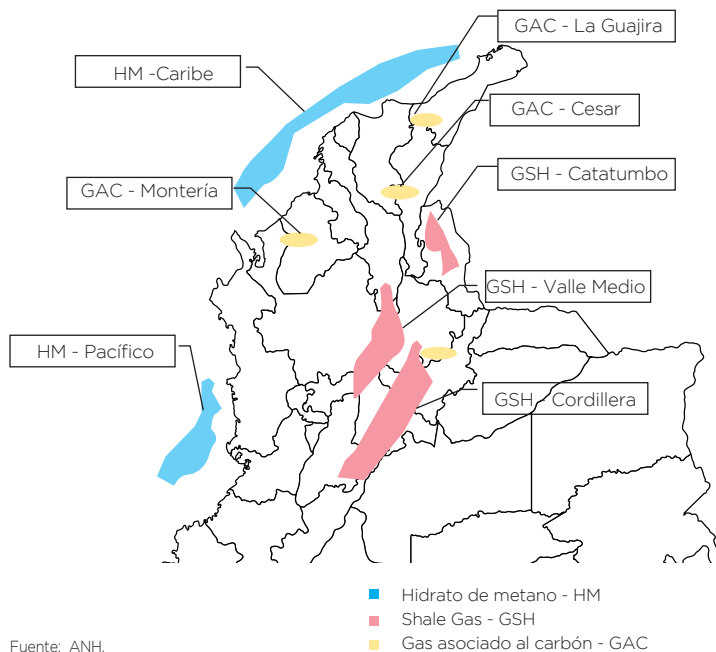 GAC - La Guajira
HM -Caribe
GAC - Cesar
GSH - Catatumbo
GAC - Montería
GSH - Valle Medio
HM - Pacífico
GSH - Cordillera
Hidrato de metano - HM
Shale Gas - GSH
Gas asociado al carbón - GAC
Fuente: ANH.